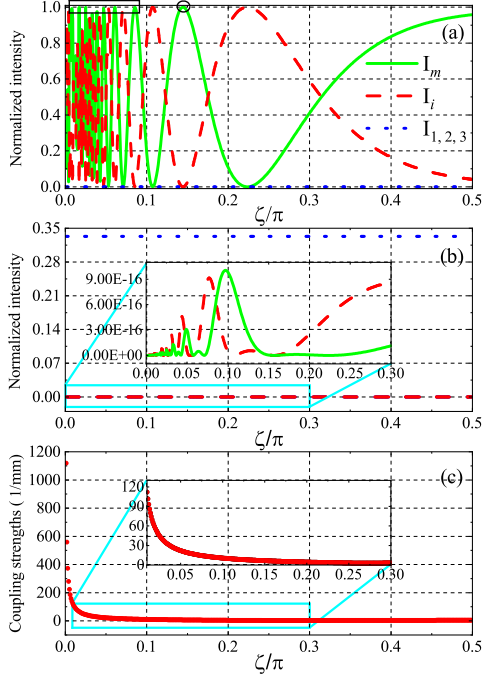 1.0
0.8
0.6
0.4
0.2
0.0
Normalized intensity
(a)
I_m
I_i
I_{1, 2, 3}
0.0 0.1 0.2 0.3 0.4 0.5
ζ/π
0.35
0.28
0.21
0.14
0.07
0.00
Normalized intensity
(b)
9.00E-16
6.00E-16
3.00E-16
0.00E+00
0.00 0.05 0.10 0.15 0.20 0.25 0.30
0.0 0.1 0.2 0.3 0.4 0.5
ζ/π
1200
1000
800
600
400
200
0
Coupling strengths ( 1/mm)
(c)
120
90
60
30
0
0.05 0.10 0.15 0.20 0.25 0.30
0.0 0.1 0.2 0.3 0.4 0.5
ζ/π